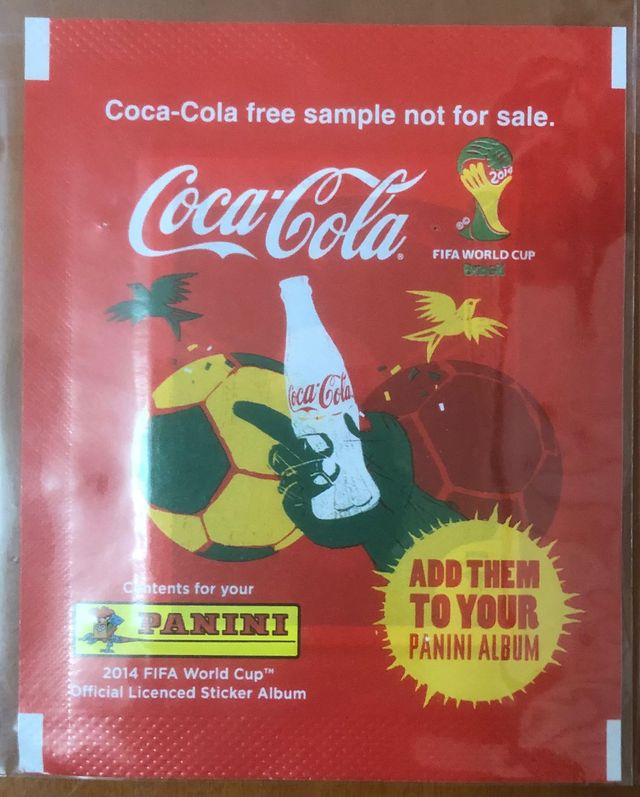 Coca-Cola free sample not for sale.
Coca-Cola
2014
FIFA WORLD CUP
Brasil
Coca-Cola
ADD THEM
TO YOUR
PANINI ALBUM
Contents for your
PANINI
2014 FIFA World Cup™
Official Licenced Sticker Album